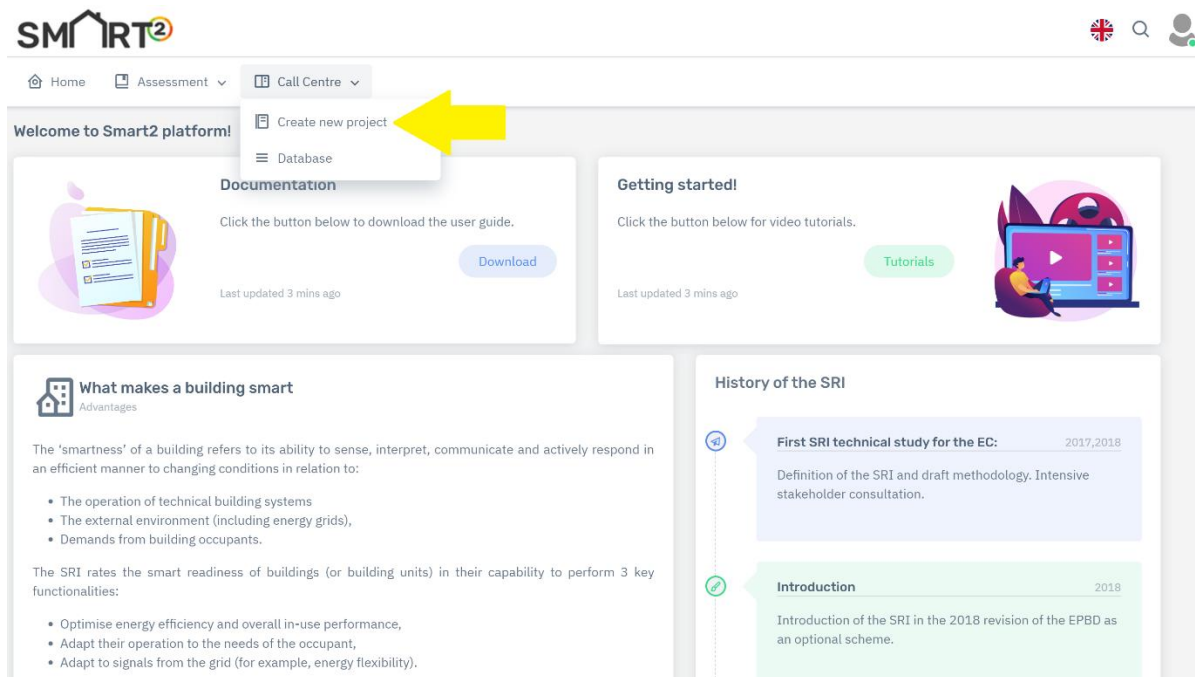 SMART2
Home
Assessment
Call Centre
Create new project
Database
Welcome to Smart2 platform!
Documentation
Click the button below to download the user guide.
Download
Last updated 3 mins ago
Getting started!
Click the button below for video tutorials.
Tutorials
Last updated 3 mins ago
What makes a building smart
Advantages
The ‘smartness’ of a building refers to its ability to sense, interpret, communicate and actively respond in
an efficient manner to changing conditions in relation to:
• The operation of technical building systems
• The external environment (including energy grids),
• Demands from building occupants.
The SRI rates the smart readiness of buildings (or building units) in their capability to perform 3 key
functionalities:
• Optimise energy efficiency and overall in-use performance,
• Adapt their operation to the needs of the occupant,
• Adapt to signals from the grid (for example, energy flexibility).
History of the SRI
First SRI technical study for the EC: 2017,2018
Definition of the SRI and draft methodology. Intensive
stakeholder consultation.
Introduction 2018
Introduction of the SRI in the 2018 revision of the EPBD as
an optional scheme.